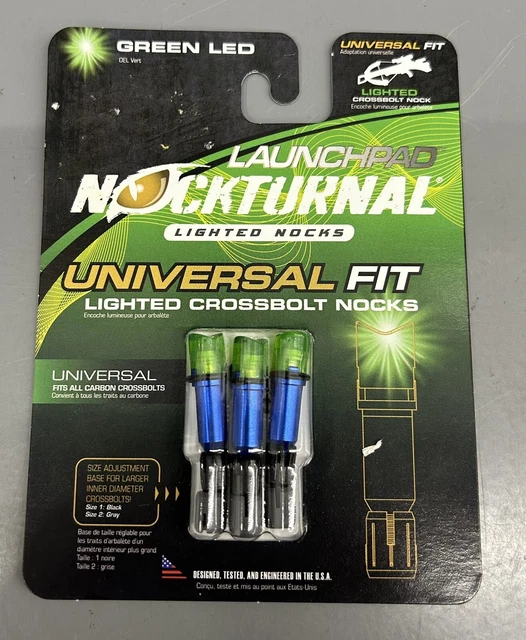 GREEN LED
DEL Vert
UNIVERSAL FIT
Adaptation universelle
LIGHTED
CROSSBOLT NOCK
Encoche lumineuse pour arbalète
LAUNCHPAD
NOCKTURNAL®
LIGHTED NOCKS
UNIVERSAL FIT
LIGHTED CROSSBOLT NOCKS
Encoche lumineuse pour arbalète
UNIVERSAL
FITS ALL CARBON CROSSBOLTS
Convient à tous les traits au carbone
SIZE ADJUSTMENT
BASE FOR LARGER
INNER DIAMETER
CROSSBOLTS!
Size 1: Black
Size 2: Gray
Base de taille réglable pour
les traits d'arbalète d'un
diamètre intérieur plus grand
Taille : 1 noire
Taille 2 : grise
DESIGNED, TESTED, AND ENGINEERED IN THE U.S.A.
Conçu, testé et mis au point aux États-Unis